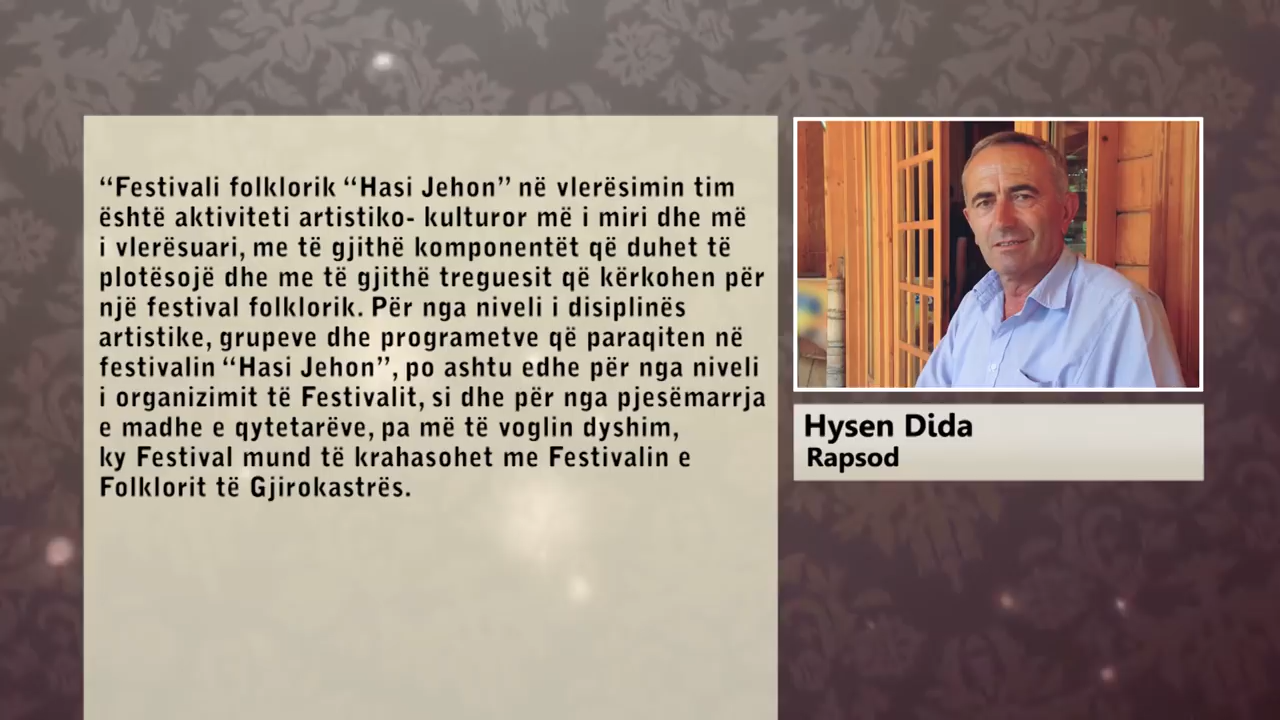 “Festivali folklorik “Hasi Jehon” në vlerësimin tim
është aktiviteti artistiko- kulturor më i miri dhe më
i vlerësuari, me të gjithë komponentët që duhet të
plotësojë dhe me të gjithë treguesit që kërkohen për
një festival folklorik. Për nga niveli i disiplinës
artistike, grupeve dhe programetve që paraqiten në
festivalin “Hasi Jehon”, po ashtu edhe për nga niveli
i organizimit të Festivalit, si dhe për nga pjesëmarrja
e madhe e qytetarëve, pa më të voglin dyshim,
ky Festival mund të krahasohet me Festivalin e
Folklorit të Gjirokastrës.
Hysen Dida
Rapsod